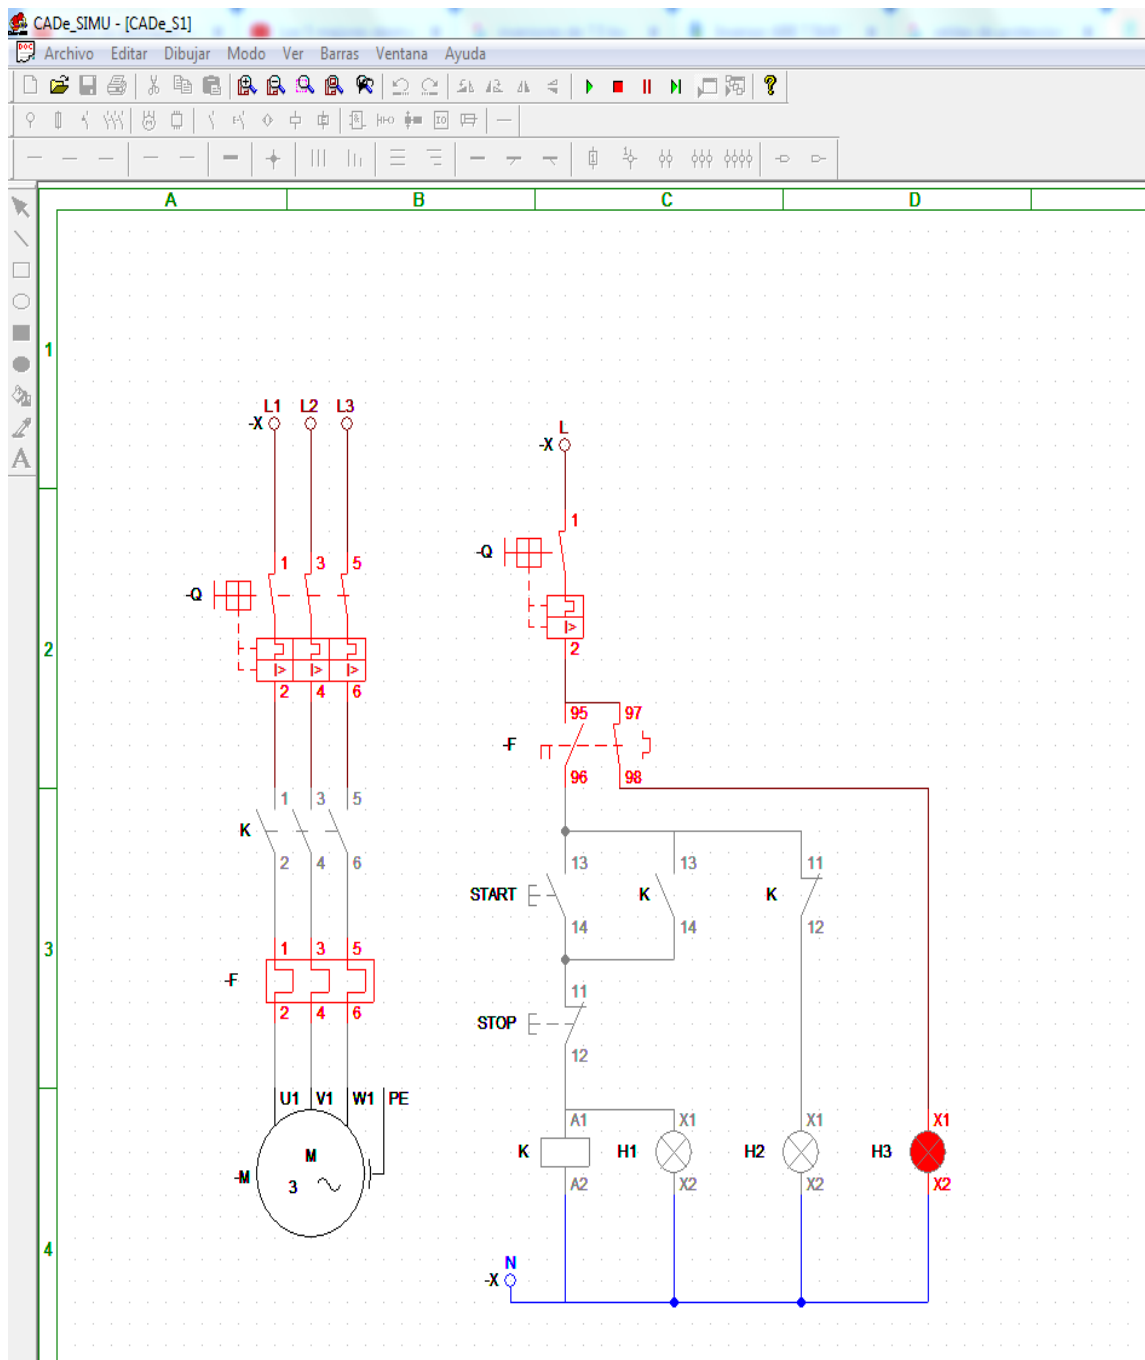 CADe_SIMU - [CADe_S1]
Archivo Editar Dibujar Modo Ver Barras Ventana Ayuda
A B C D
1
L1 L2 L3
-X
L
-X
1
-Q
1 3 5
-Q
2
2
2 4 6
95 97
-F
96 98
1 3 5
K
2 4 6
13 13 11
START K K
14 14 12
3
1 3 5
-F
2 4 6
11
STOP
12
U1 V1 W1 PE
A1 X1 X1 X1
M
-M
3
K H1 H2 H3
A2 X2 X2 X2
4
N
-X